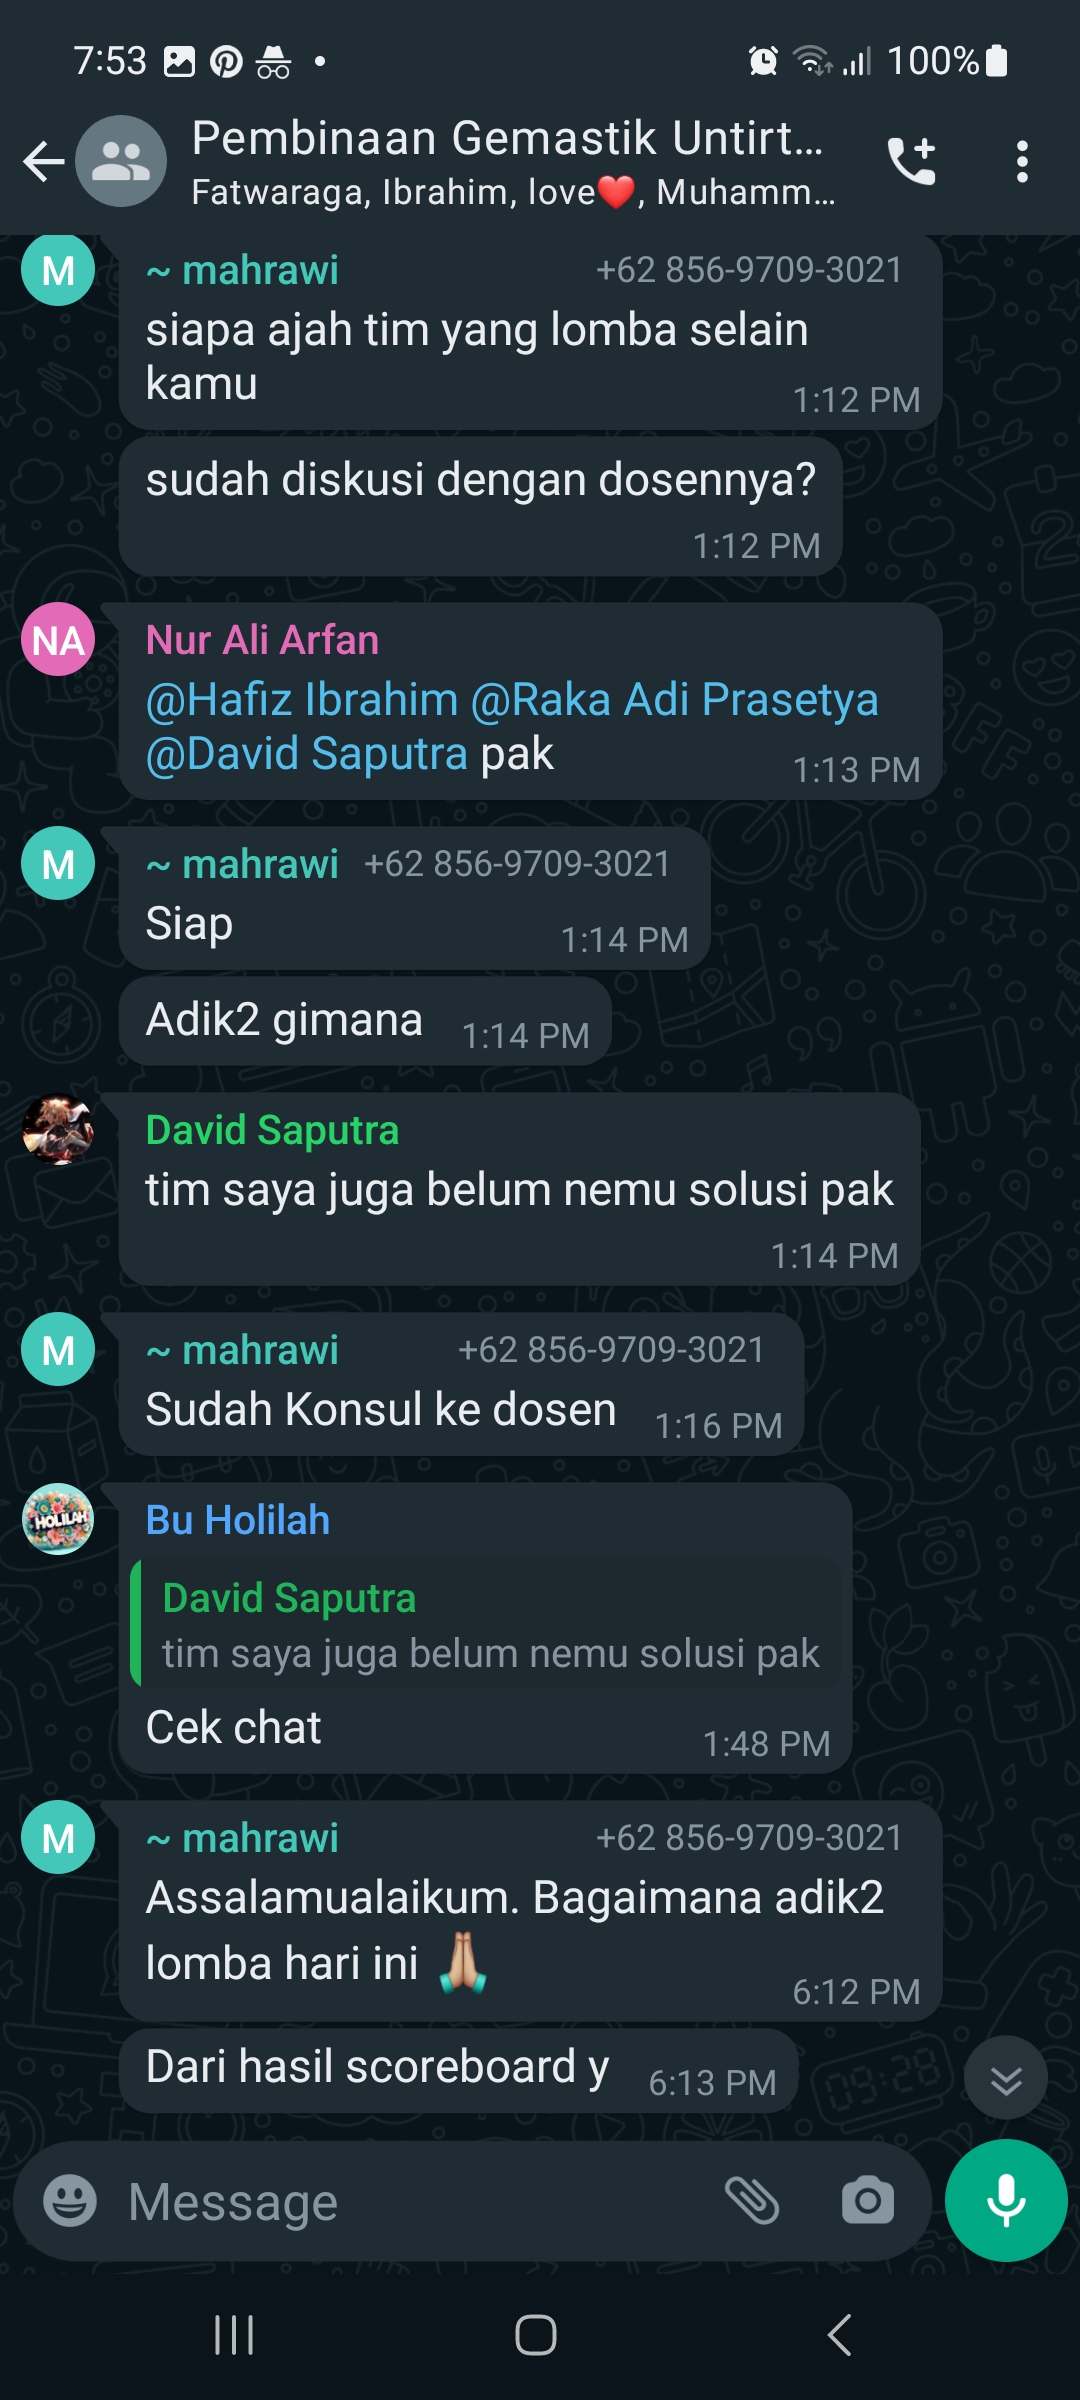 7:53
100%
Pembinaan Gemastik Untirt...
Fatwaraga, Ibrahim, love❤️, Muhamm...
M
~ mahrawi +62 856-9709-3021
siapa ajah tim yang lomba selain
kamu
1:12 PM
sudah diskusi dengan dosennya?
1:12 PM
NA
Nur Ali Arfan
@Hafiz Ibrahim @Raka Adi Prasetya
@David Saputra pak
1:13 PM
M
~ mahrawi +62 856-9709-3021
Siap
1:14 PM
Adik2 gimana 1:14 PM
David Saputra
tim saya juga belum nemu solusi pak
1:14 PM
M
~ mahrawi +62 856-9709-3021
Sudah Konsul ke dosen 1:16 PM
HOLILAH
Bu Holilah
David Saputra
tim saya juga belum nemu solusi pak
Cek chat
1:48 PM
M
~ mahrawi +62 856-9709-3021
Assalamualaikum. Bagaimana adik2
lomba hari ini 🙏🏼
6:12 PM
Dari hasil scoreboard y 6:13 PM
Message